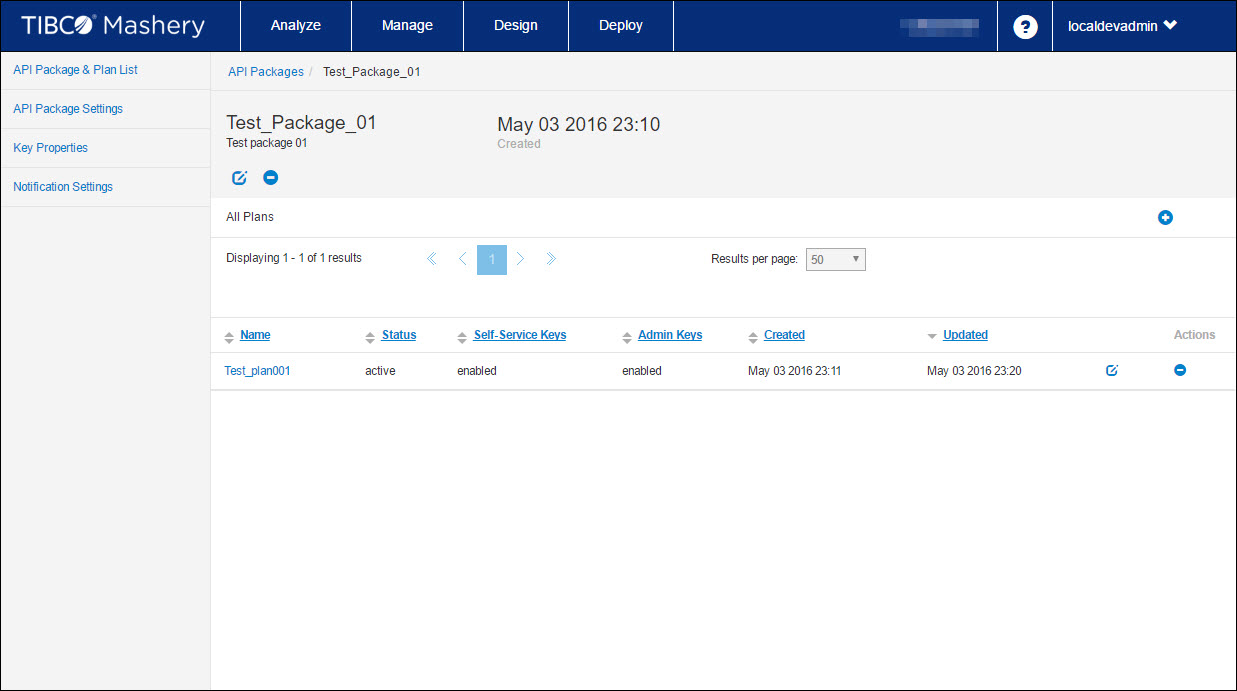 TIBCO® Mashery
Analyze
Manage
Design
Deploy
?
localdevadmin
API Package & Plan List
API Package Settings
Key Properties
Notification Settings
API Packages / Test_Package_01
Test_Package_01
Test package 01
May 03 2016 23:10
Created
All Plans
Displaying 1 - 1 of 1 results
1
Results per page: 50
Name Status Self-Service Keys Admin Keys Created Updated Actions
Test_plan001 active enabled enabled May 03 2016 23:11 May 03 2016 23:20